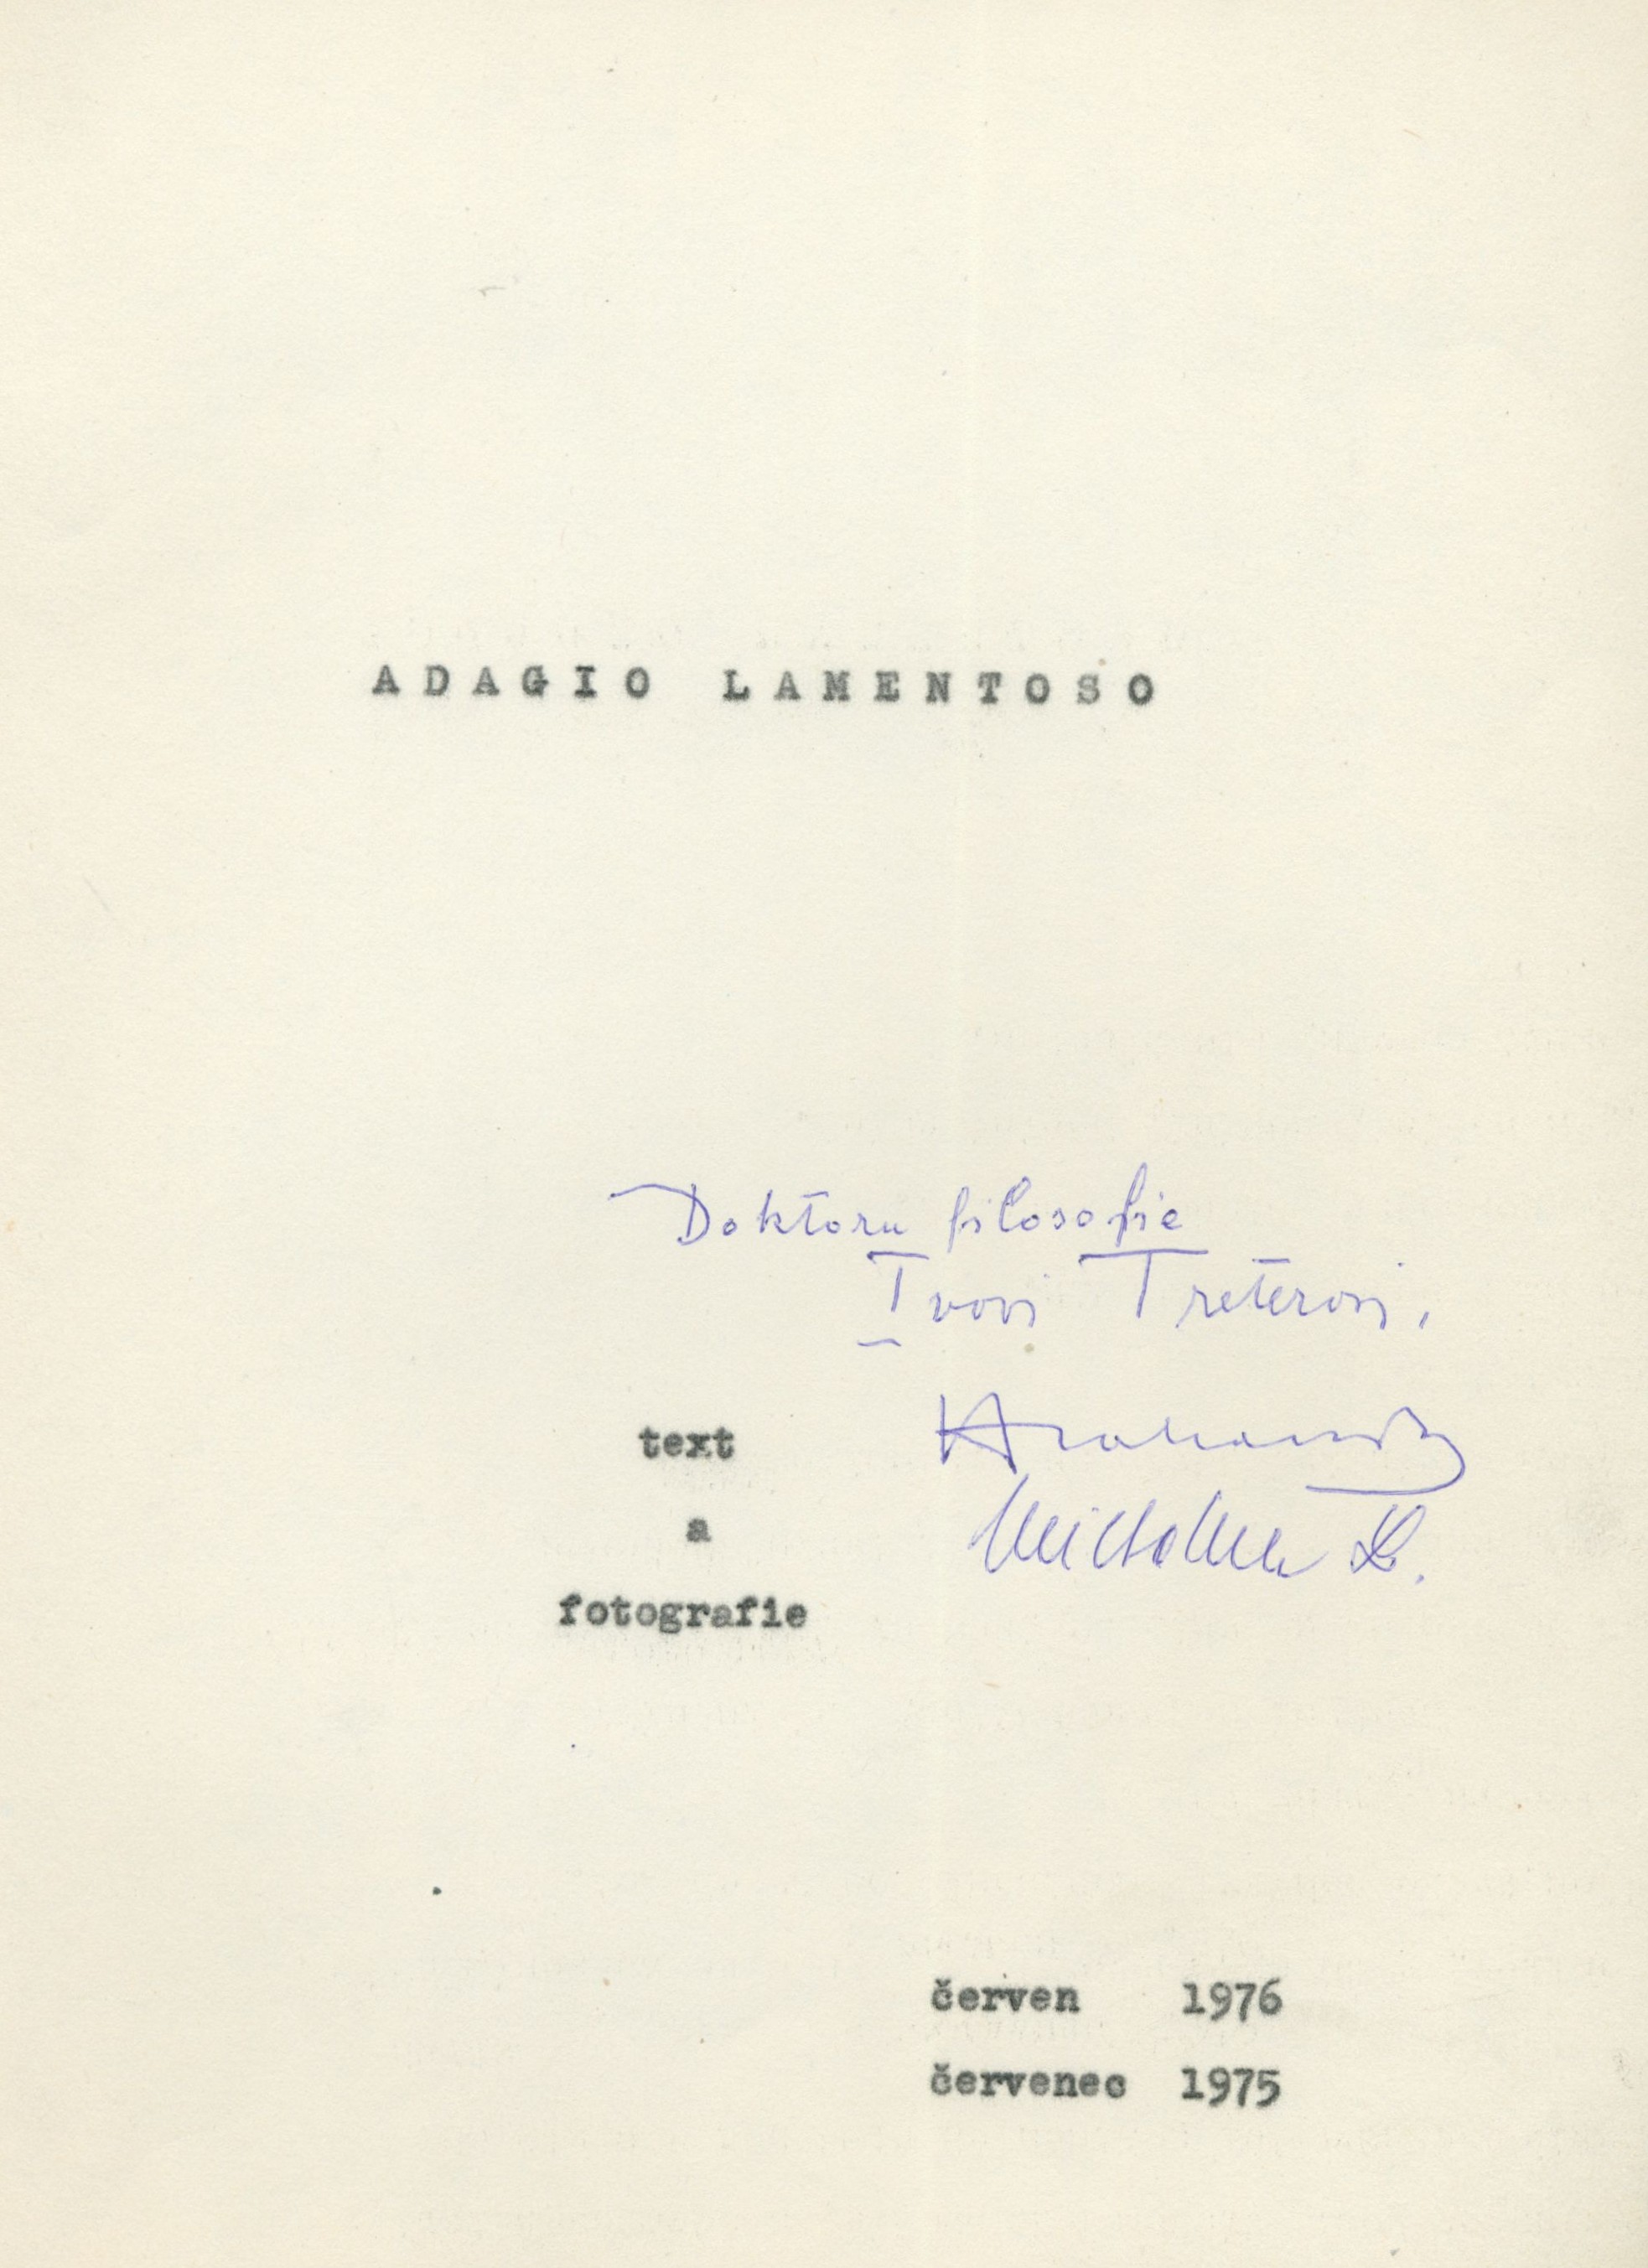 ADAGIO LAMENTOSO
Doktoru filosofie
Ivovi Treterovi,
text
a
fotografie
červen 1976
červenec 1975